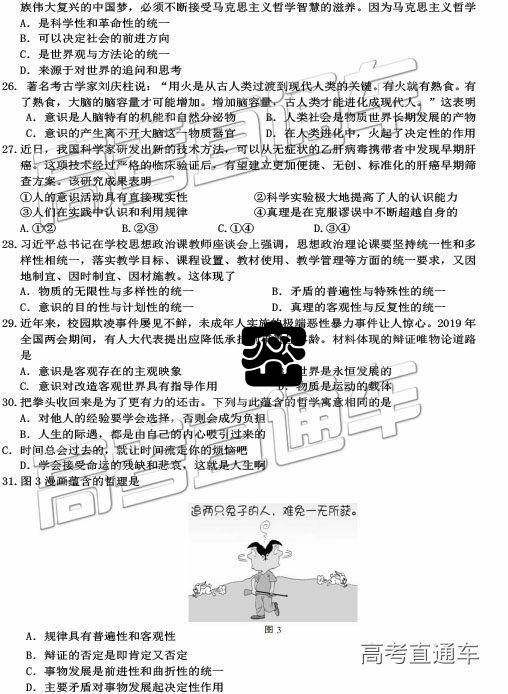 族伟大复兴的中国梦，必须不断接受马克思主义哲学智慧的滋养。因为马克思主义哲学
A. 是科学性和革命性的统一
B. 可以决定社会的前进方向
C. 是世界观与方法论的统一
D. 来源于对世界的追问和思考
26. 著名考古学家刘庆柱说：“用火是从古人类过渡到现代人类的关键。有火就有熟食。有
了熟食，大脑的脑容量才可能增加。增加脑容量，古人类才能进化成现代人。”这表明
A. 意识是人脑特有的机能和自然分泌物 B. 人类社会是物质世界长期发展的产物
C. 意识的产生离不开大脑这一物质器官 D. 在人类进化中，火起了决定性的作用
27. 近日，我国科学家研发出新的技术方法，可以从无症状的乙肝病毒携带者中发现早期肝
癌。这项技术经过严格的临床验证后，有望建立更加便捷、无创、标准化的肝癌早期筛
查方案。该研究成果表明
①人的意识活动具有直接现实性 ②科学实验极大地提高了人的认识能力
③人们在实践中认识和利用规律 ④真理是在克服谬误中不断超越自身的
A. ①② B. ②③ C. ①④ D. ③④
28. 习近平总书记在学校思想政治课教师座谈会上强调，思想政治理论课要坚持统一性和多
样性相统一，落实教学目标、课程设置、教材使用、教学管理等方面的统一要求，又因
地制宜、因时制宜、因材施教。这体现了
A. 物质的无限性与多样性的统一 B. 矛盾的普遍性与特殊性的统一
C. 意识的目的性与计划性的统一 D. 真理的客观性与反复性的统一
29. 近年来，校园欺凌事件屡见不鲜，未成年人实施的极端恶性暴力事件让人惊心。2019 年
全国两会期间，有人大代表提出应降低承担 龄。材料体现的辩证唯物论道路
是
A. 意识是客观存在的主观映象 世界是永恒发展的
C. 意识对改造客观世界具有指导作用 D. 物质是运动的载体
30. 把拳头收回来是为了更有力的还击。下列与此蕴含的哲学寓意相同的是
A. 对他人的经验要学会选择，否则会成为负担
B. 人生的际遇，都是由自己的内心吸引过来的
C. 时间总会过去的，就让时间流走你的烦恼吧
D. 学会接受命运的残缺和悲哀，这就是人生啊
31. 图 3 漫画蕴含的哲理是
追两只兔子的人，难免一无所获。
图 3
A. 规律具有普遍性和客观性
B. 辩证的否定是即肯定又否定
C. 事物发展是前进性和曲折性的统一
D. 主要矛盾对事物发展起决定性作用
高考直通车
高考直通车
高考直通车